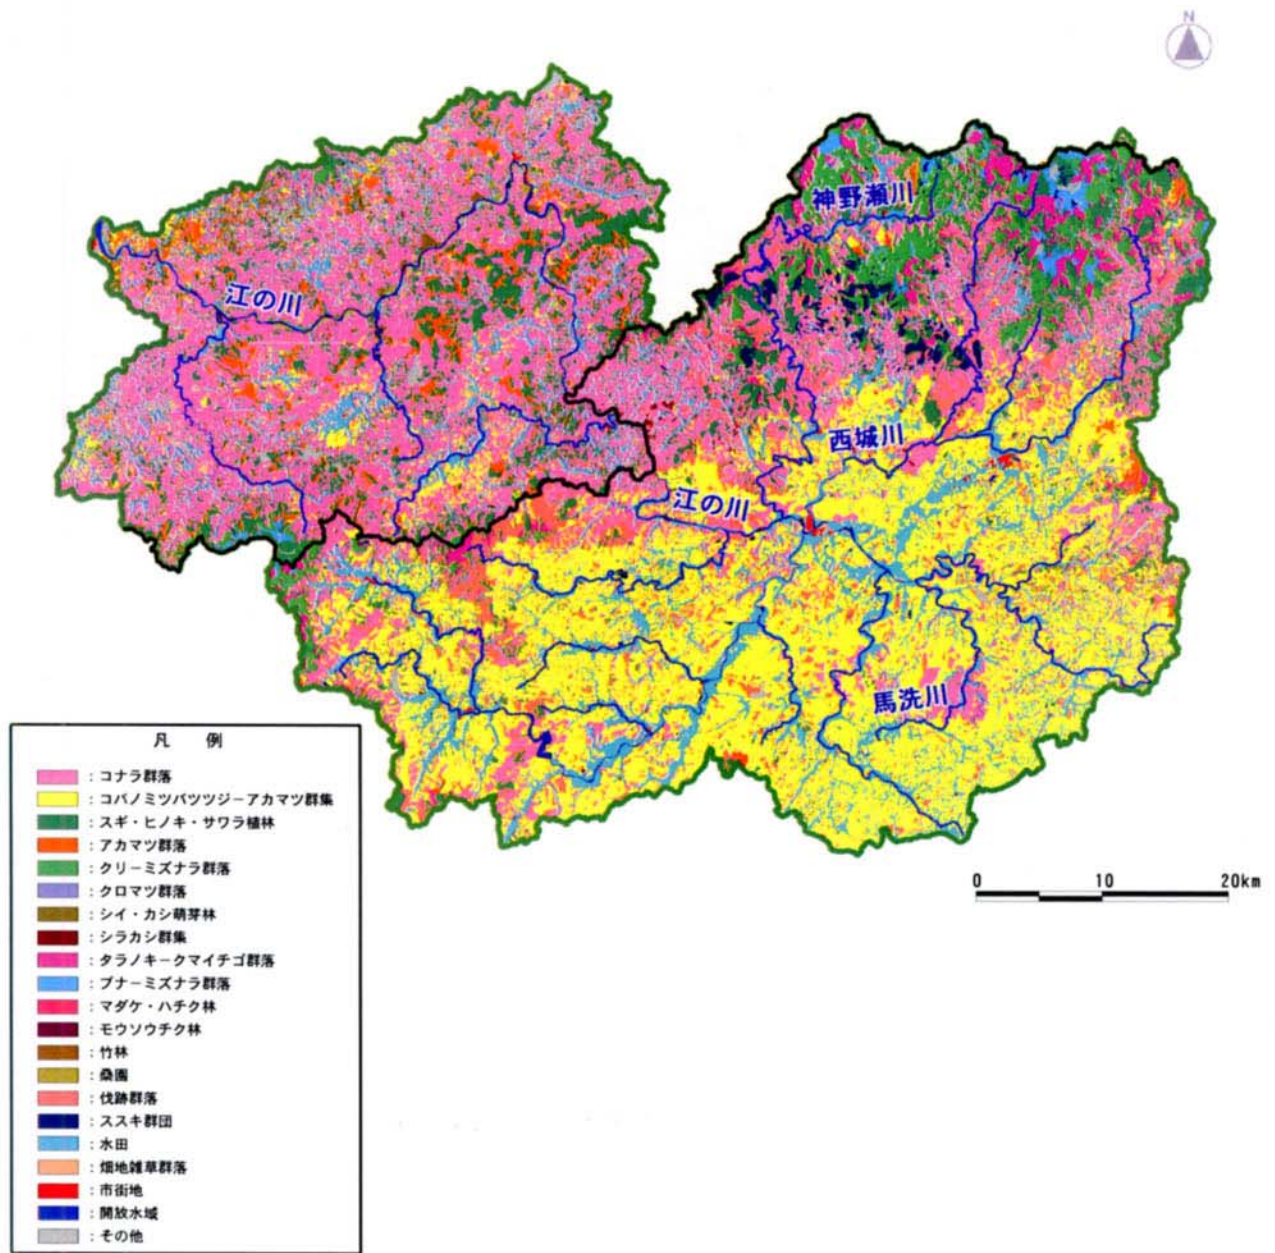 N
神野瀬川
江の川
西城川
江の川
馬洗川
凡 例
：コナラ群落
：コバノミツバツツジ－アカマツ群集
：スギ・ヒノキ・サワラ植林
：アカマツ群落
：クリ－ミズナラ群落
：クロマツ群落
：シイ・カシ萌芽林
：シラカシ群集
：タラノキ－クマイチゴ群落
：ブナ－ミズナラ群落
：マダケ・ハチク林
：モウソウチク林
：竹林
：桑園
：伐跡群落
：ススキ群団
：水田
：畑地雑草群落
：市街地
：開放水域
：その他
0 10 20km